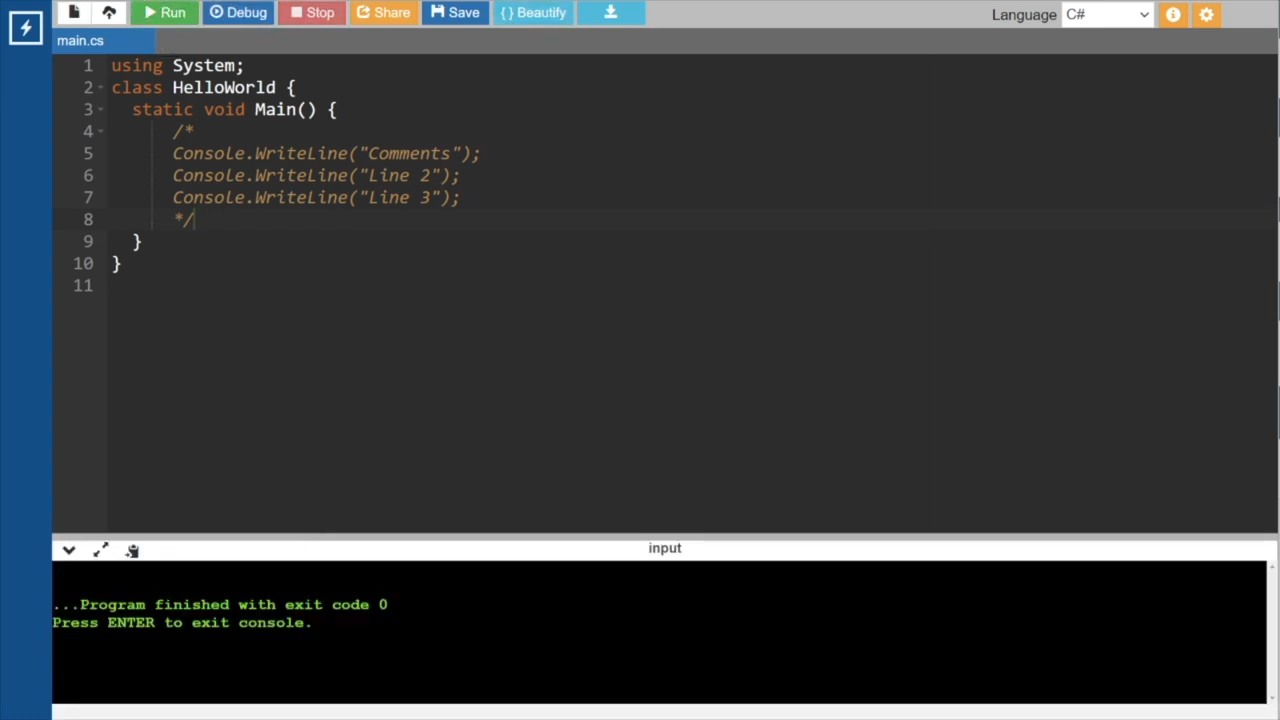 Run Debug Stop Share Save { } Beautify Language C#
main.cs
1 using System;
2 class HelloWorld {
3 static void Main() {
4 /*
5 Console.WriteLine("Comments");
6 Console.WriteLine("Line 2");
7 Console.WriteLine("Line 3");
8 */
9 }
10 }
11
input
...Program finished with exit code 0
Press ENTER to exit console.